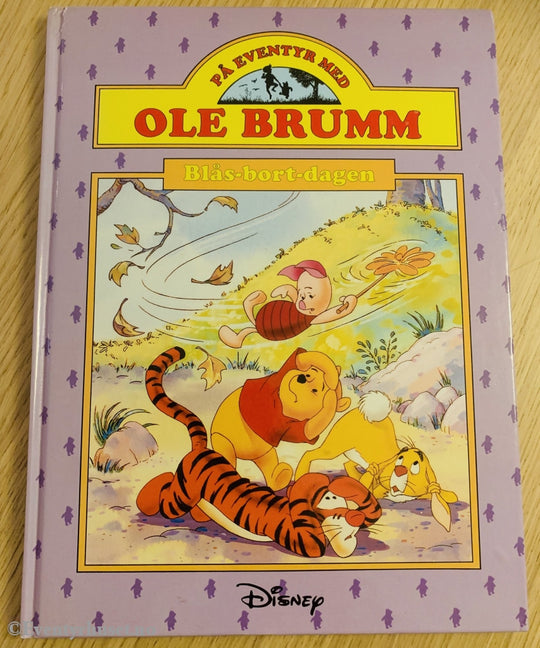 PÅ EVENTYR MED
OLE BRUMM
Blås-bort-dagen
Disney